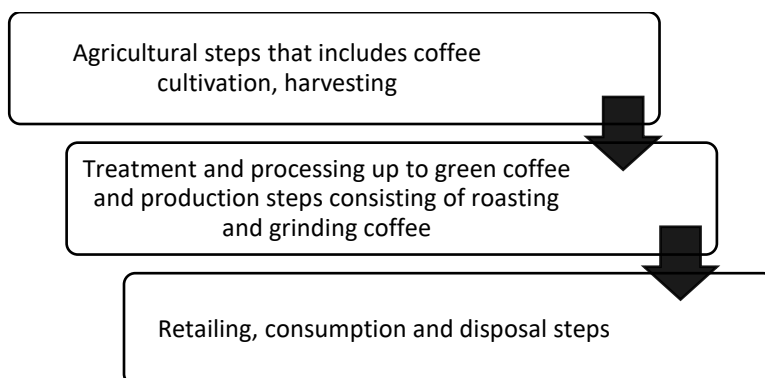 Agricultural steps that includes coffee
cultivation, harvesting
Treatment and processing up to green coffee
and production steps consisting of roasting
and grinding coffee
Retailing, consumption and disposal steps